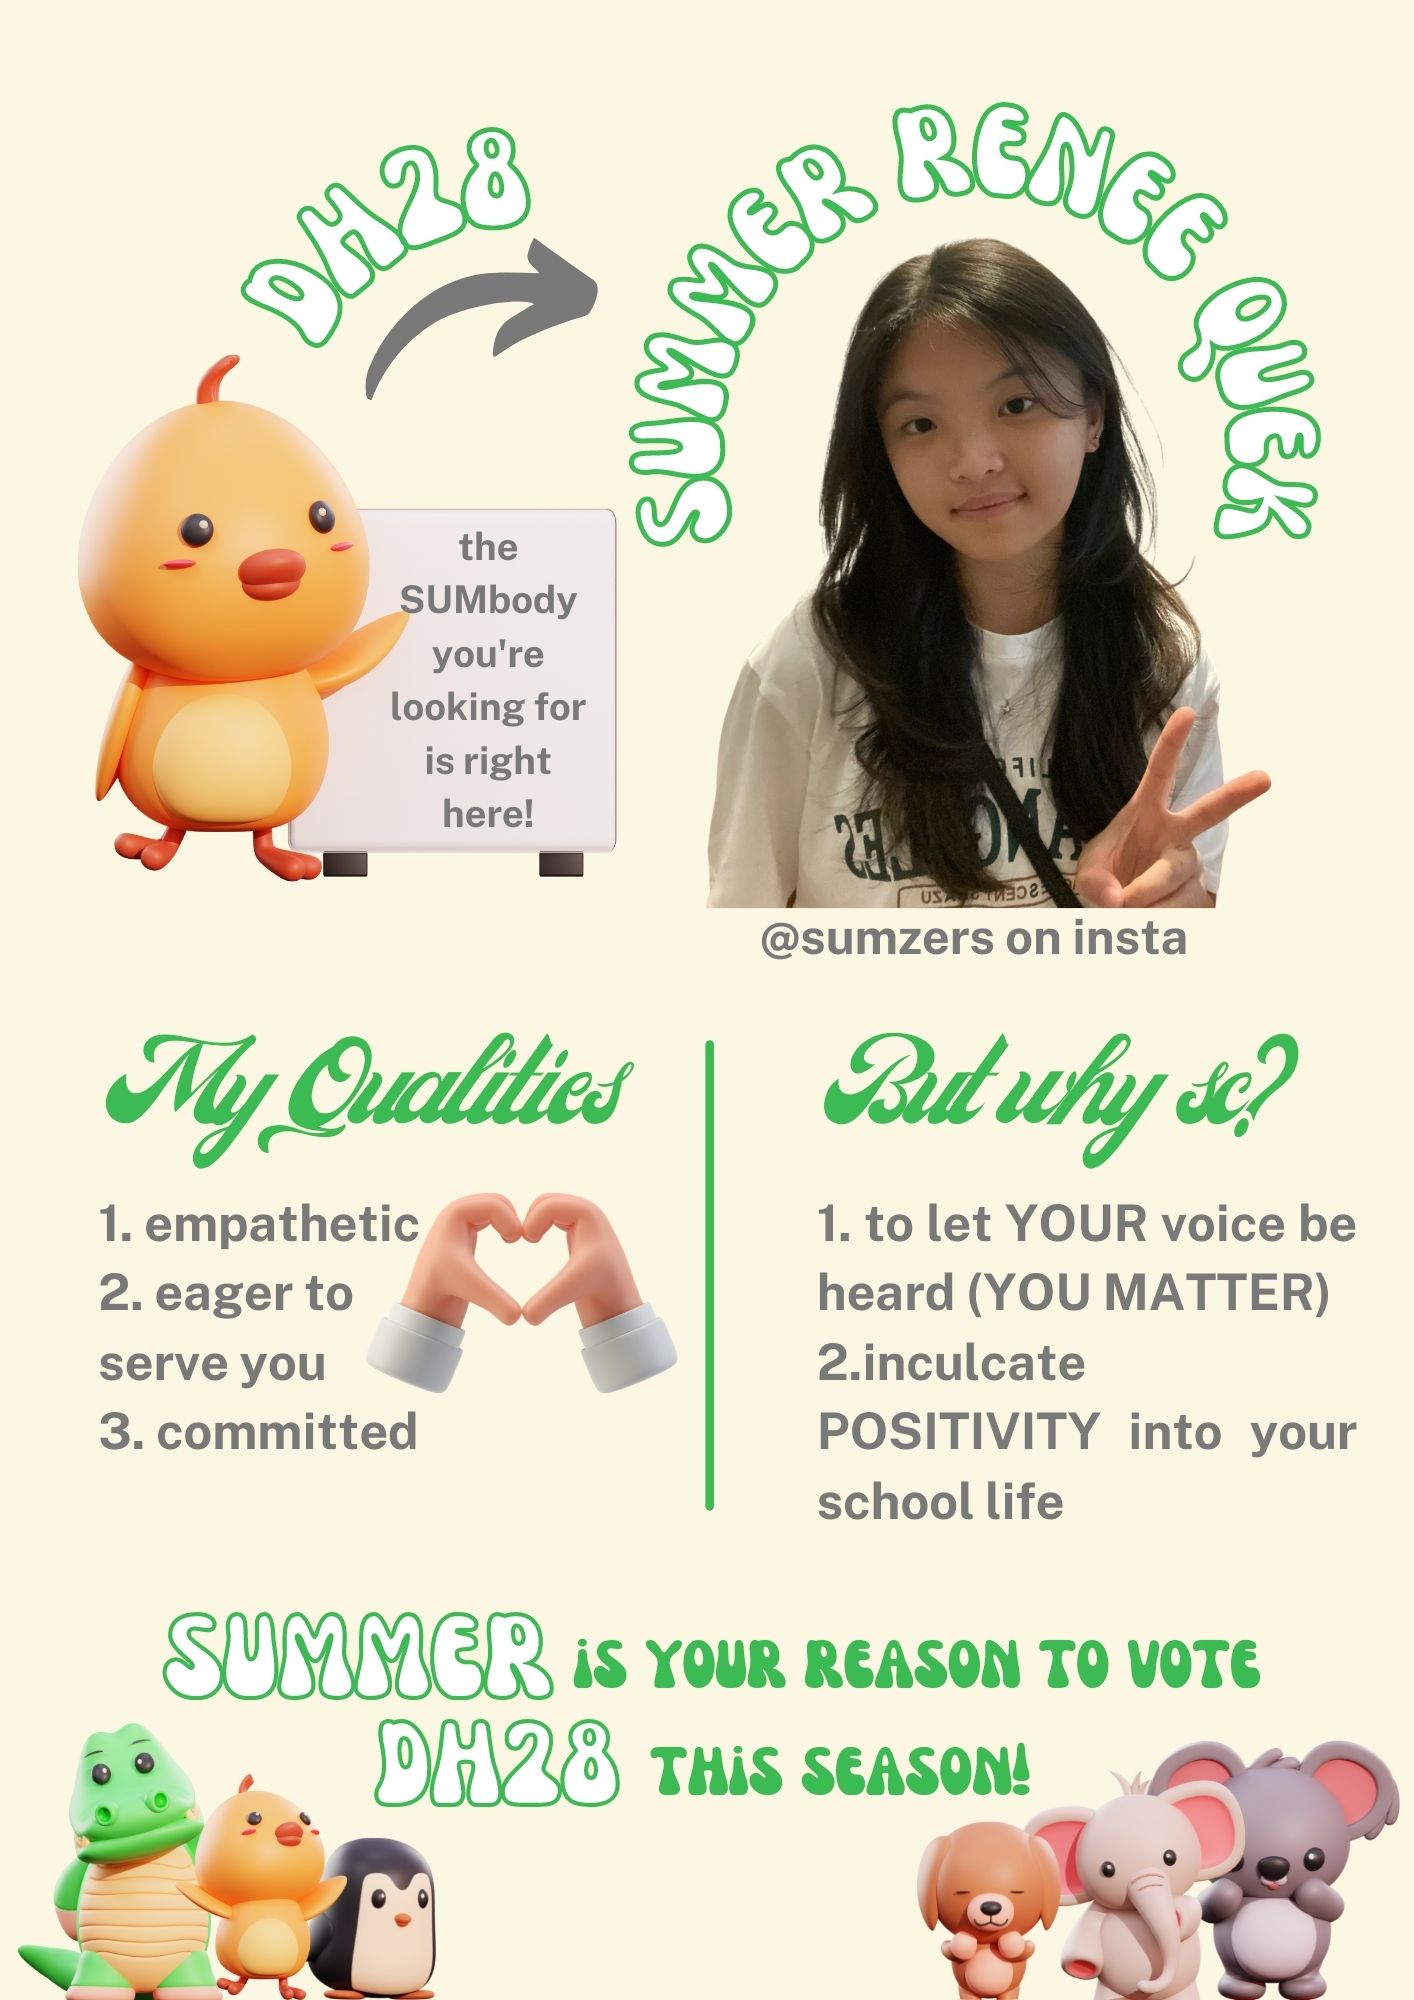 DH28
SUMMER RENEE QUEK
the
SUMbody
you're
looking for
is right
here!
@sumzers on insta
My Qualities
1. empathetic
2. eager to
serve you
3. committed
But why sc?
1. to let YOUR voice be
heard (YOU MATTER)
2.inculcate
POSITIVITY into your
school life
SUMMER iS YOUR REASON TO VOTE
DH28 THiS SEASON!